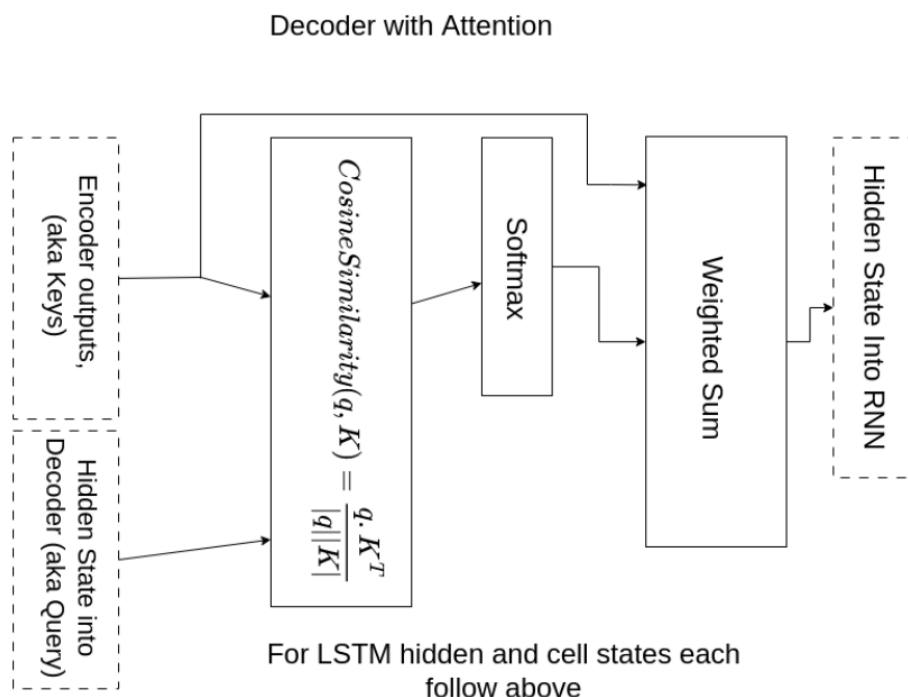 Decoder with Attention
Encoder outputs,
(aka Keys)
Hidden State into
Decoder (aka Query)
CosineSimilarity(q, K) = q. K^T / |q||K|
Softmax
Weighted Sum
Hidden State Into RNN
For LSTM hidden and cell states each
follow above